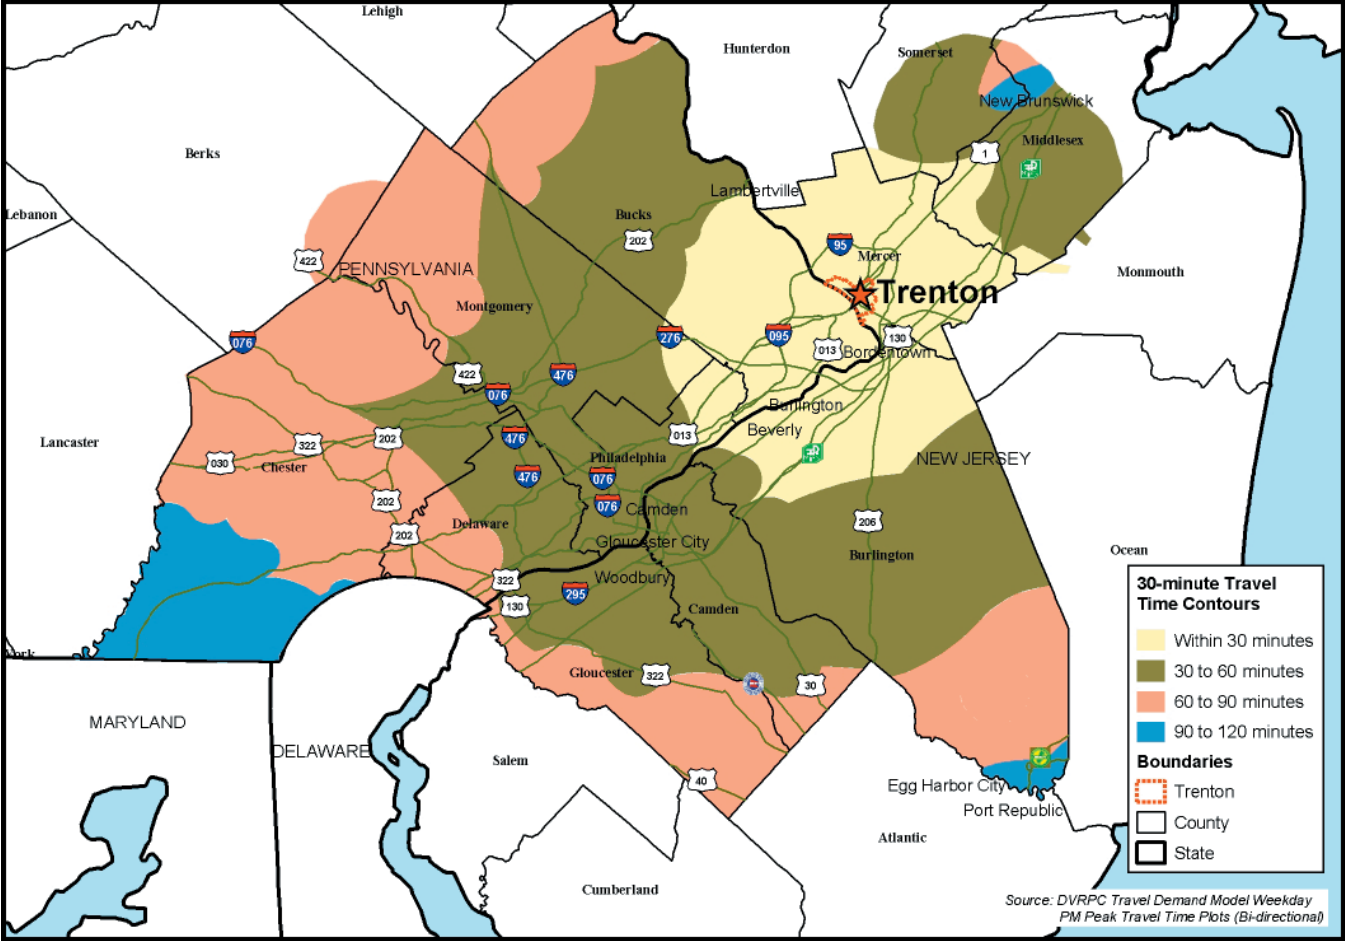 Lehigh
Hunterdon
Somerset
New Brunswick
Middlesex
1
Berks
Lebanon
Lambertville
Bucks
202
95
Mercer
422
PENNSYLVANIA
Monmouth
Trenton
Montgomery
076
276
095
130
013
Bordentown
422
476
076
Burlington
Beverly
013
Lancaster
322
202
476
030
Chester
Philadelphia
NEW JERSEY
476
076
202
076
Camden
206
Delaware
202
Gloucester City
Burlington
Ocean
322
Woodbury
295
130
Camden
York
Gloucester
322
30
MARYLAND
DELAWARE
Salem
40
Egg Harbor City
Port Republic
Atlantic
Cumberland
30-minute Travel
Time Contours
Within 30 minutes
30 to 60 minutes
60 to 90 minutes
90 to 120 minutes
Boundaries
Trenton
County
State
Source: DVRPC Travel Demand Model Weekday
PM Peak Travel Time Plots (Bi-directional)